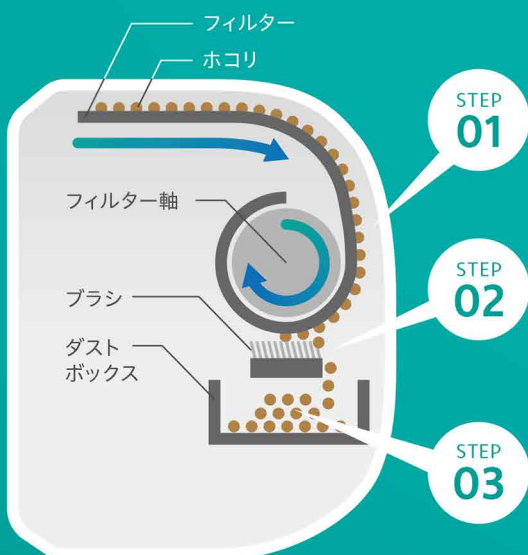 フィルター
ホコリ
STEP
01
フィルター軸
STEP
02
ブラシ
ダスト
ボックス
STEP
03